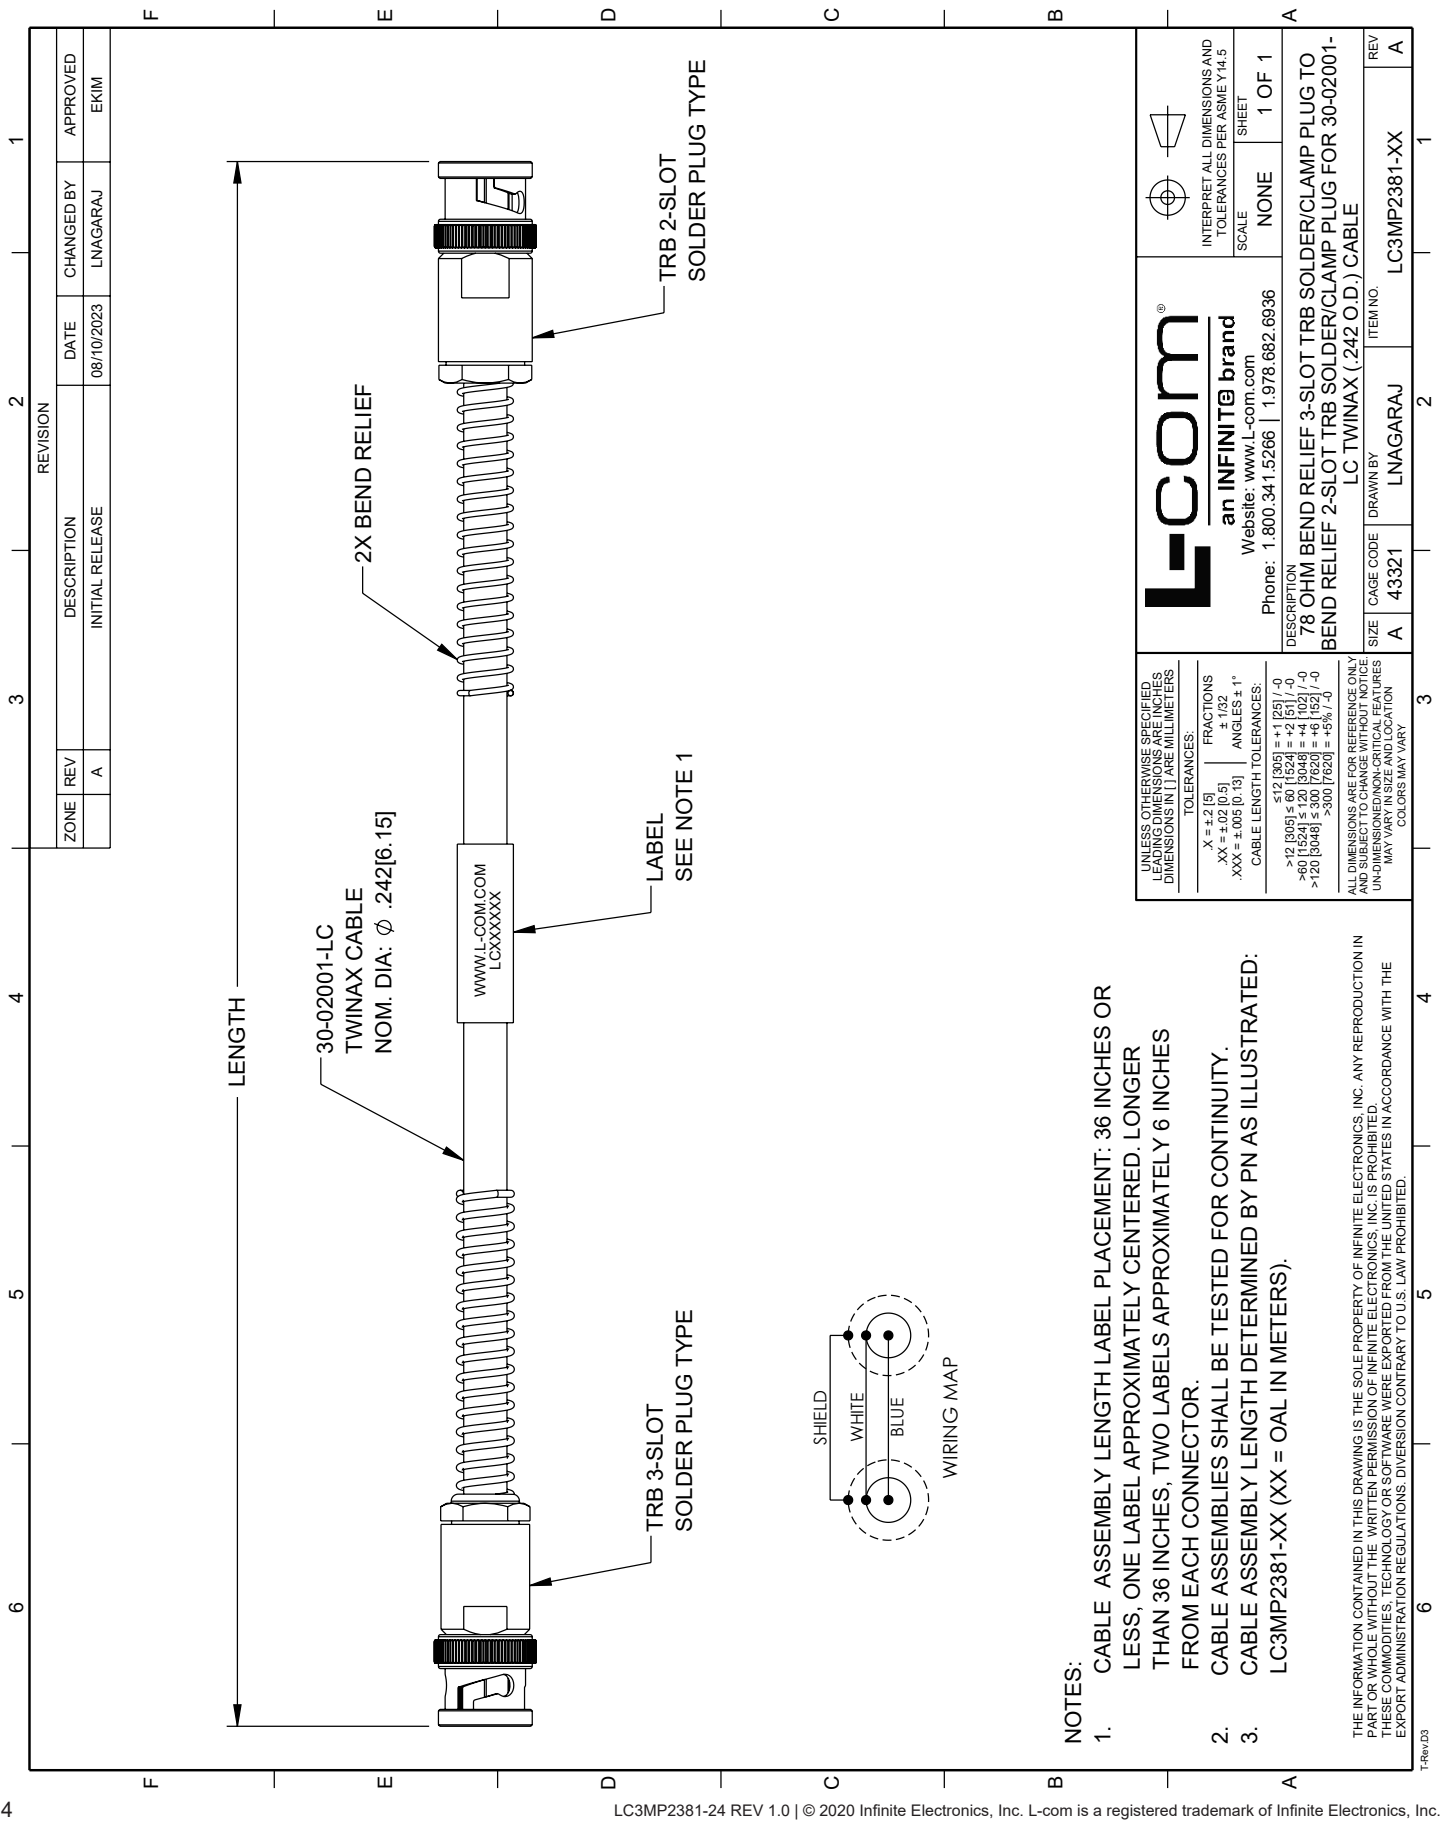 REVISION
ZONE REV DESCRIPTION DATE CHANGED BY APPROVED
A INITIAL RELEASE 08/10/2023 LNAGARAJ EKIM
6 5 4 3 2 1
F
E
D
C
B
A
LENGTH
30-02001-LC
TWINAX CABLE
NOM. DIA: ∅ .242[6.15]
2X BEND RELIEF
WWW.L-COM.COM
LCXXXXXX
TRB 3-SLOT
SOLDER PLUG TYPE
LABEL
SEE NOTE 1
TRB 2-SLOT
SOLDER PLUG TYPE
SHIELD
WHITE
BLUE
WIRING MAP
NOTES:
1. CABLE ASSEMBLY LENGTH LABEL PLACEMENT: 36 INCHES OR
LESS, ONE LABEL APPROXIMATELY CENTERED. LONGER
THAN 36 INCHES, TWO LABELS APPROXIMATELY 6 INCHES
FROM EACH CONNECTOR.
2. CABLE ASSEMBLIES SHALL BE TESTED FOR CONTINUITY.
3. CABLE ASSEMBLY LENGTH DETERMINED BY PN AS ILLUSTRATED:
LC3MP2381-XX (XX = OAL IN METERS).
THE INFORMATION CONTAINED IN THIS DRAWING IS THE SOLE PROPERTY OF INFINITE ELECTRONICS, INC. ANY REPRODUCTION IN
PART OR WHOLE WITHOUT THE WRITTEN PERMISSION OF INFINITE ELECTRONICS, INC. IS PROHIBITED.
THESE COMMODITIES, TECHNOLOGY OR SOFTWARE WERE EXPORTED FROM THE UNITED STATES IN ACCORDANCE WITH THE
EXPORT ADMINISTRATION REGULATIONS. DIVERSION CONTRARY TO U.S. LAW PROHIBITED.
UNLESS OTHERWISE SPECIFIED
LEADING DIMENSIONS ARE INCHES
DIMENSIONS IN [ ] ARE MILLIMETERS
TOLERANCES:
.X = ±.2 [5]
.XX = ±.02 [0.5]
.XXX = ±.005 [0.13]
FRACTIONS
± 1/32
ANGLES ± 1°
CABLE LENGTH TOLERANCES:
≤12 [305] = +1 [25] / -0
>12 [305] ≤ 60 [1524] = +2 [51] / -0
>60 [1524] ≤ 120 [3048] = +4 [102] / -0
>120 [3048] ≤ 300 [7620] = +6 [152] / -0
>300 [7620] = +5% / -0
ALL DIMENSIONS ARE FOR REFERENCE ONLY
AND SUBJECT TO CHANGE WITHOUT NOTICE.
UN-DIMENSIONED/NON-CRITICAL FEATURES
MAY VARY IN SIZE AND LOCATION
COLORS MAY VARY
L-com®
an INFINITe brand
Website: www.L-com.com
Phone: 1.800.341.5266 | 1.978.682.6936
INTERPRET ALL DIMENSIONS AND
TOLERANCES PER ASME Y14.5
SCALE
NONE
SHEET
1 OF 1
DESCRIPTION
78 OHM BEND RELIEF 3-SLOT TRB SOLDER/CLAMP PLUG TO
BEND RELIEF 2-SLOT TRB SOLDER/CLAMP PLUG FOR 30-02001-
LC TWINAX (.242 O.D.) CABLE
SIZE
A
CAGE CODE
43321
DRAWN BY
LNAGARAJ
ITEM NO.
LC3MP2381-XX
REV
A
F
E
D
C
B
A
6 5 4 3 2 1
T-Rev.D3
4
LC3MP2381-24 REV 1.0 | © 2020 Infinite Electronics, Inc. L-com is a registered trademark of Infinite Electronics, Inc.